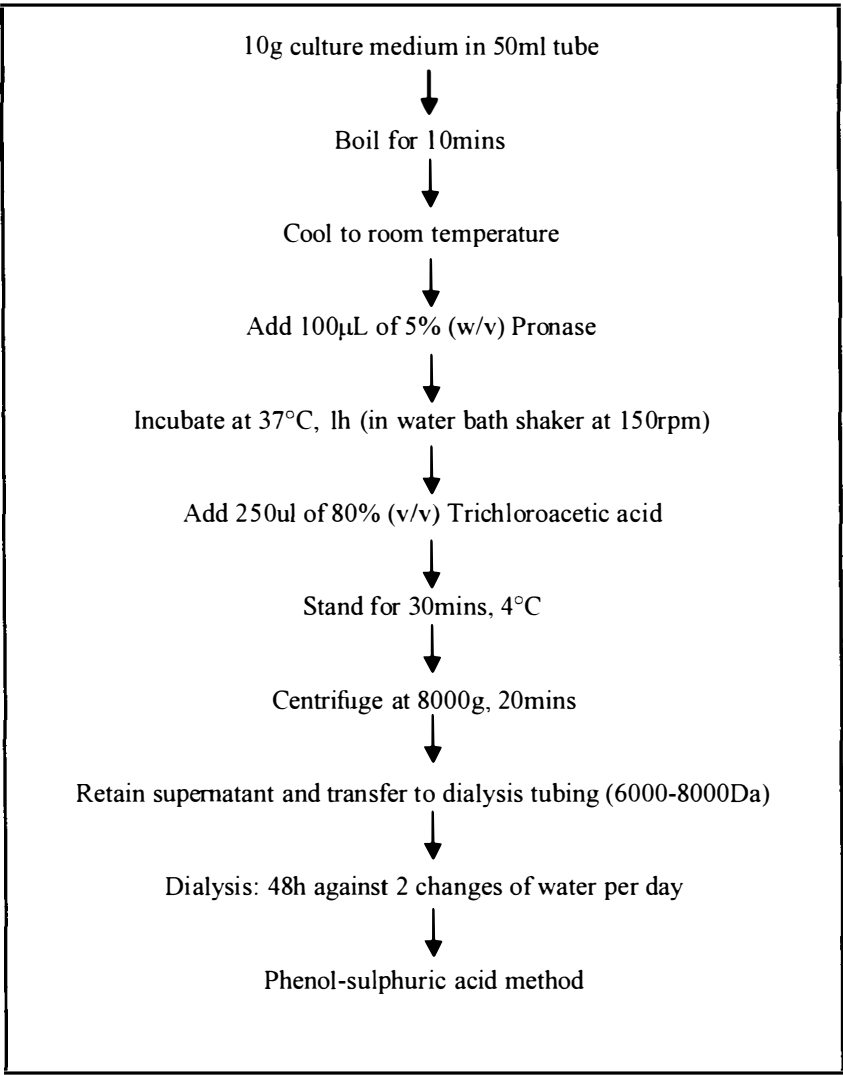 10g culture medium in 50ml tube
Boil for 10mins
Cool to room temperature
Add 100µL of 5% (w/v) Pronase
Incubate at 37°C, 1h (in water bath shaker at 150rpm)
Add 250ul of 80% (v/v) Trichloroacetic acid
Stand for 30mins, 4°C
Centrifuge at 8000g, 20mins
Retain supernatant and transfer to dialysis tubing (6000-8000Da)
Dialysis: 48h against 2 changes of water per day
Phenol-sulphuric acid method